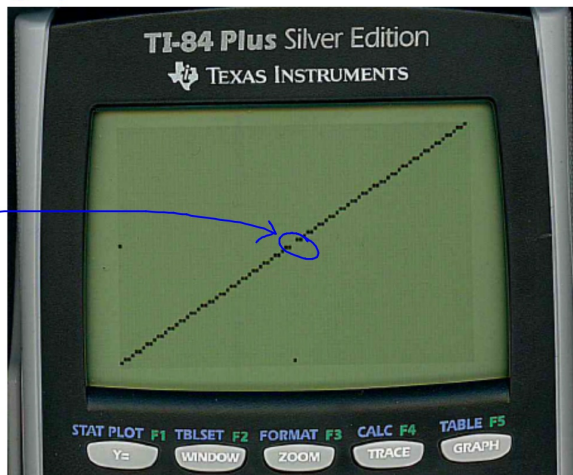 TI-84 Plus Silver Edition
TEXAS INSTRUMENTS
STAT PLOT F1 TBLSET F2 FORMAT F3 CALC F4 TABLE F5
Y= WINDOW ZOOM TRACE GRAPH